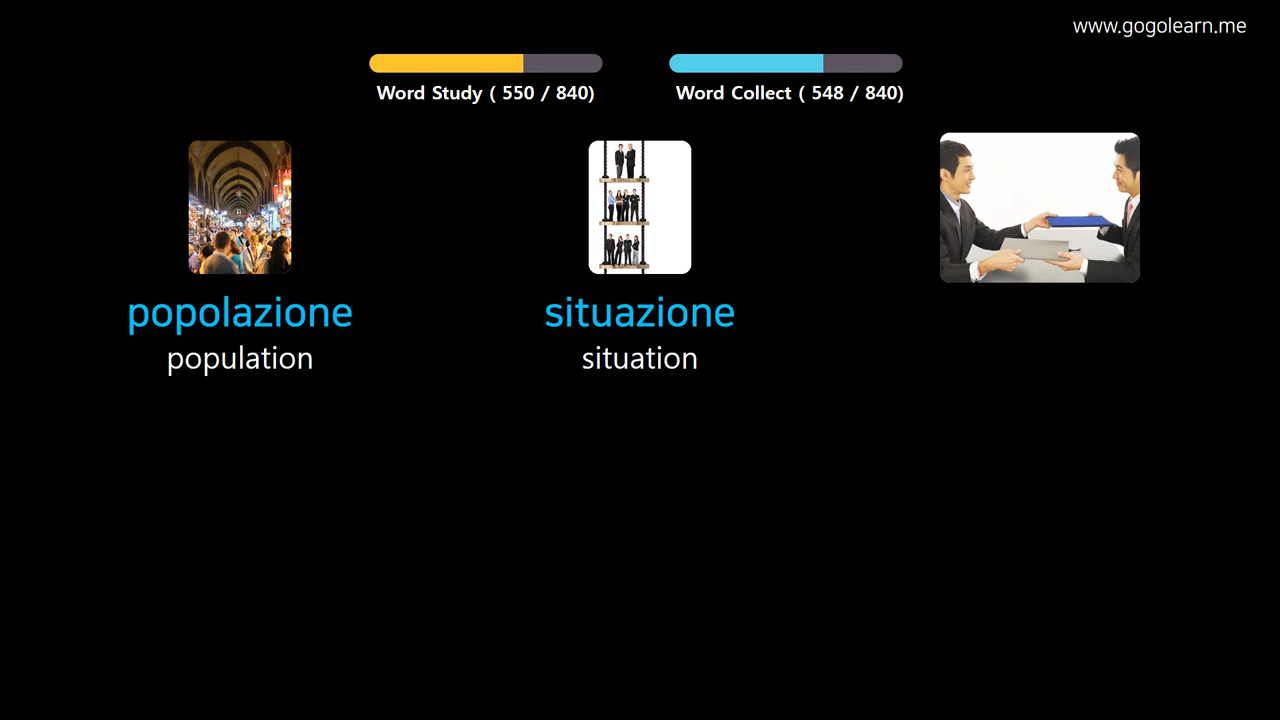 www.gogolearn.me
Word Study ( 550 / 840)
Word Collect ( 548 / 840)
popolazione
population
situazione
situation